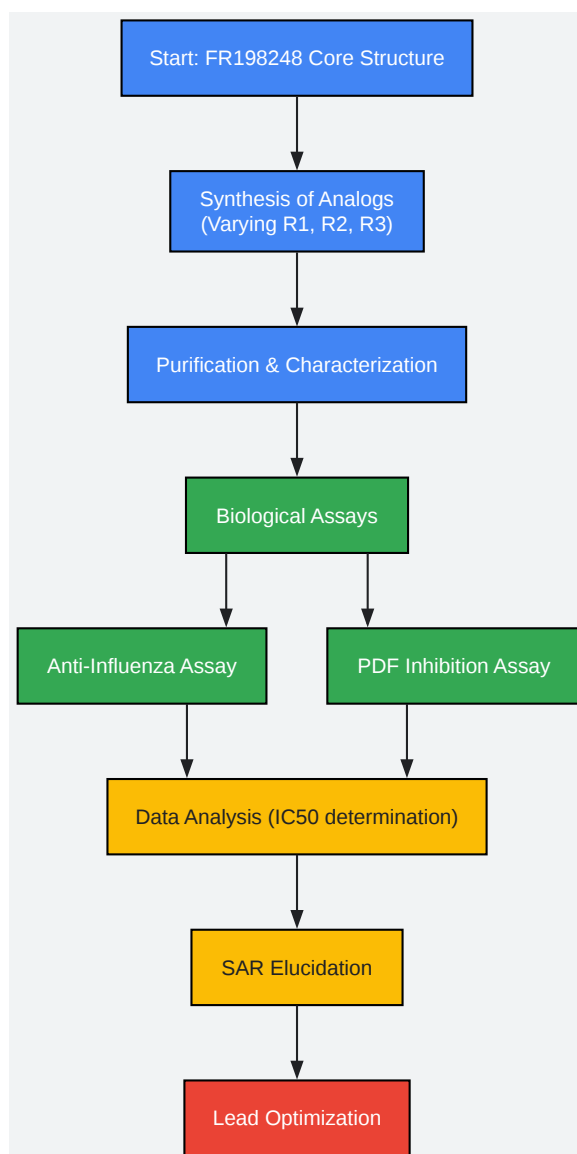 Start: FR198248 Core Structure
Synthesis of Analogs
(Varying R1, R2, R3)
Purification & Characterization
Biological Assays
Anti-Influenza Assay
PDF Inhibition Assay
Data Analysis (IC50 determination)
SAR Elucidation
Lead Optimization